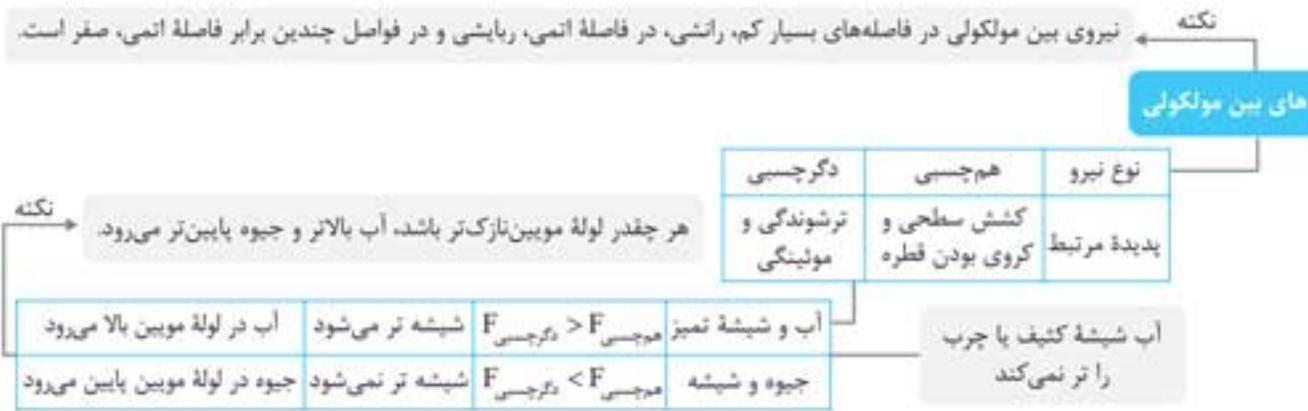 نکته
نیروی بین مولکولی در فاصله‌های بسیار کم، رانشی، در فاصلهٔ اتمی، ربایشی و در فواصل چندین برابر فاصلهٔ اتمی، صفر است.
های بین مولکولی
نوع نیرو هم‌چسبی دگرچسبی
پدیدهٔ مرتبط کشش سطحی و کروی بودن قطره ترشوندگی و موئینگی
نکته
هر چقدر لولهٔ مویین‌نازک‌تر باشد، آب بالاتر و جیوه پایین‌تر می‌رود.
آب و شیشهٔ تمیز F هم‌چسبی < F دگرچسبی شیشه تر می‌شود آب در لولهٔ مویین بالا می‌رود
جیوه و شیشه F هم‌چسبی > F دگرچسبی شیشه تر نمی‌شود جیوه در لولهٔ مویین پایین می‌رود
آب شیشهٔ کثیف یا چرب
را تر نمی‌کند